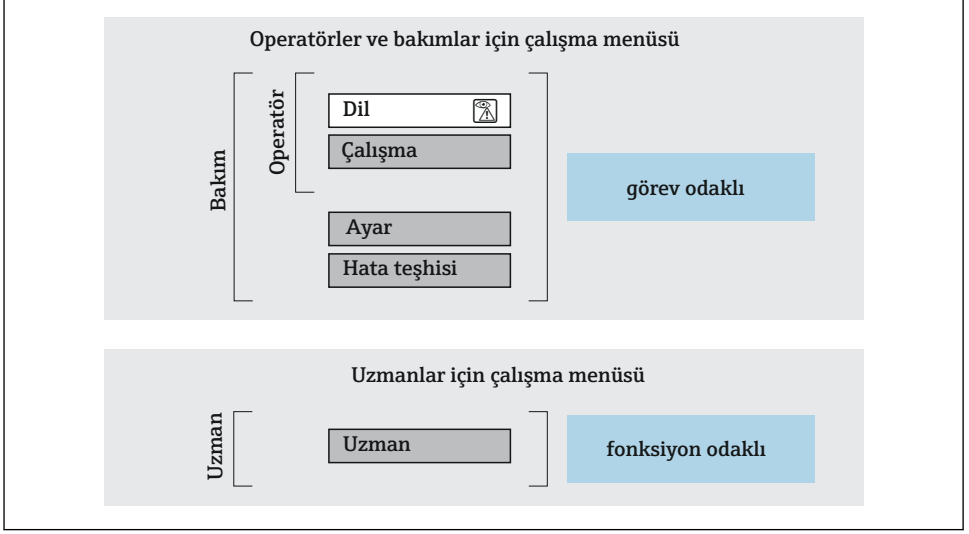 Operatörler ve bakımlar için çalışma menüsü
Bakım
Operatör
Dil
Çalışma
Ayar
Hata teşhisi
görev odaklı
Uzmanlar için çalışma menüsü
Uzman
Uzman
fonksiyon odaklı